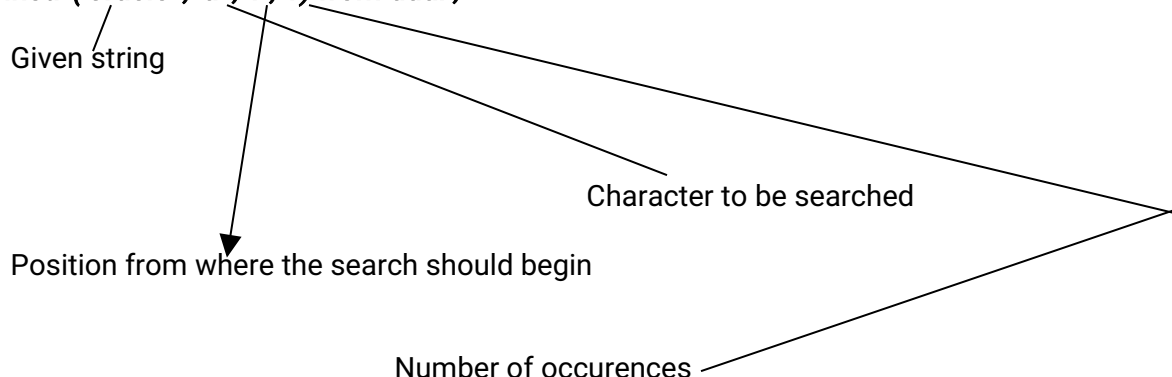 Given string
Character to be searched
Position from where the search should begin
Number of occurences